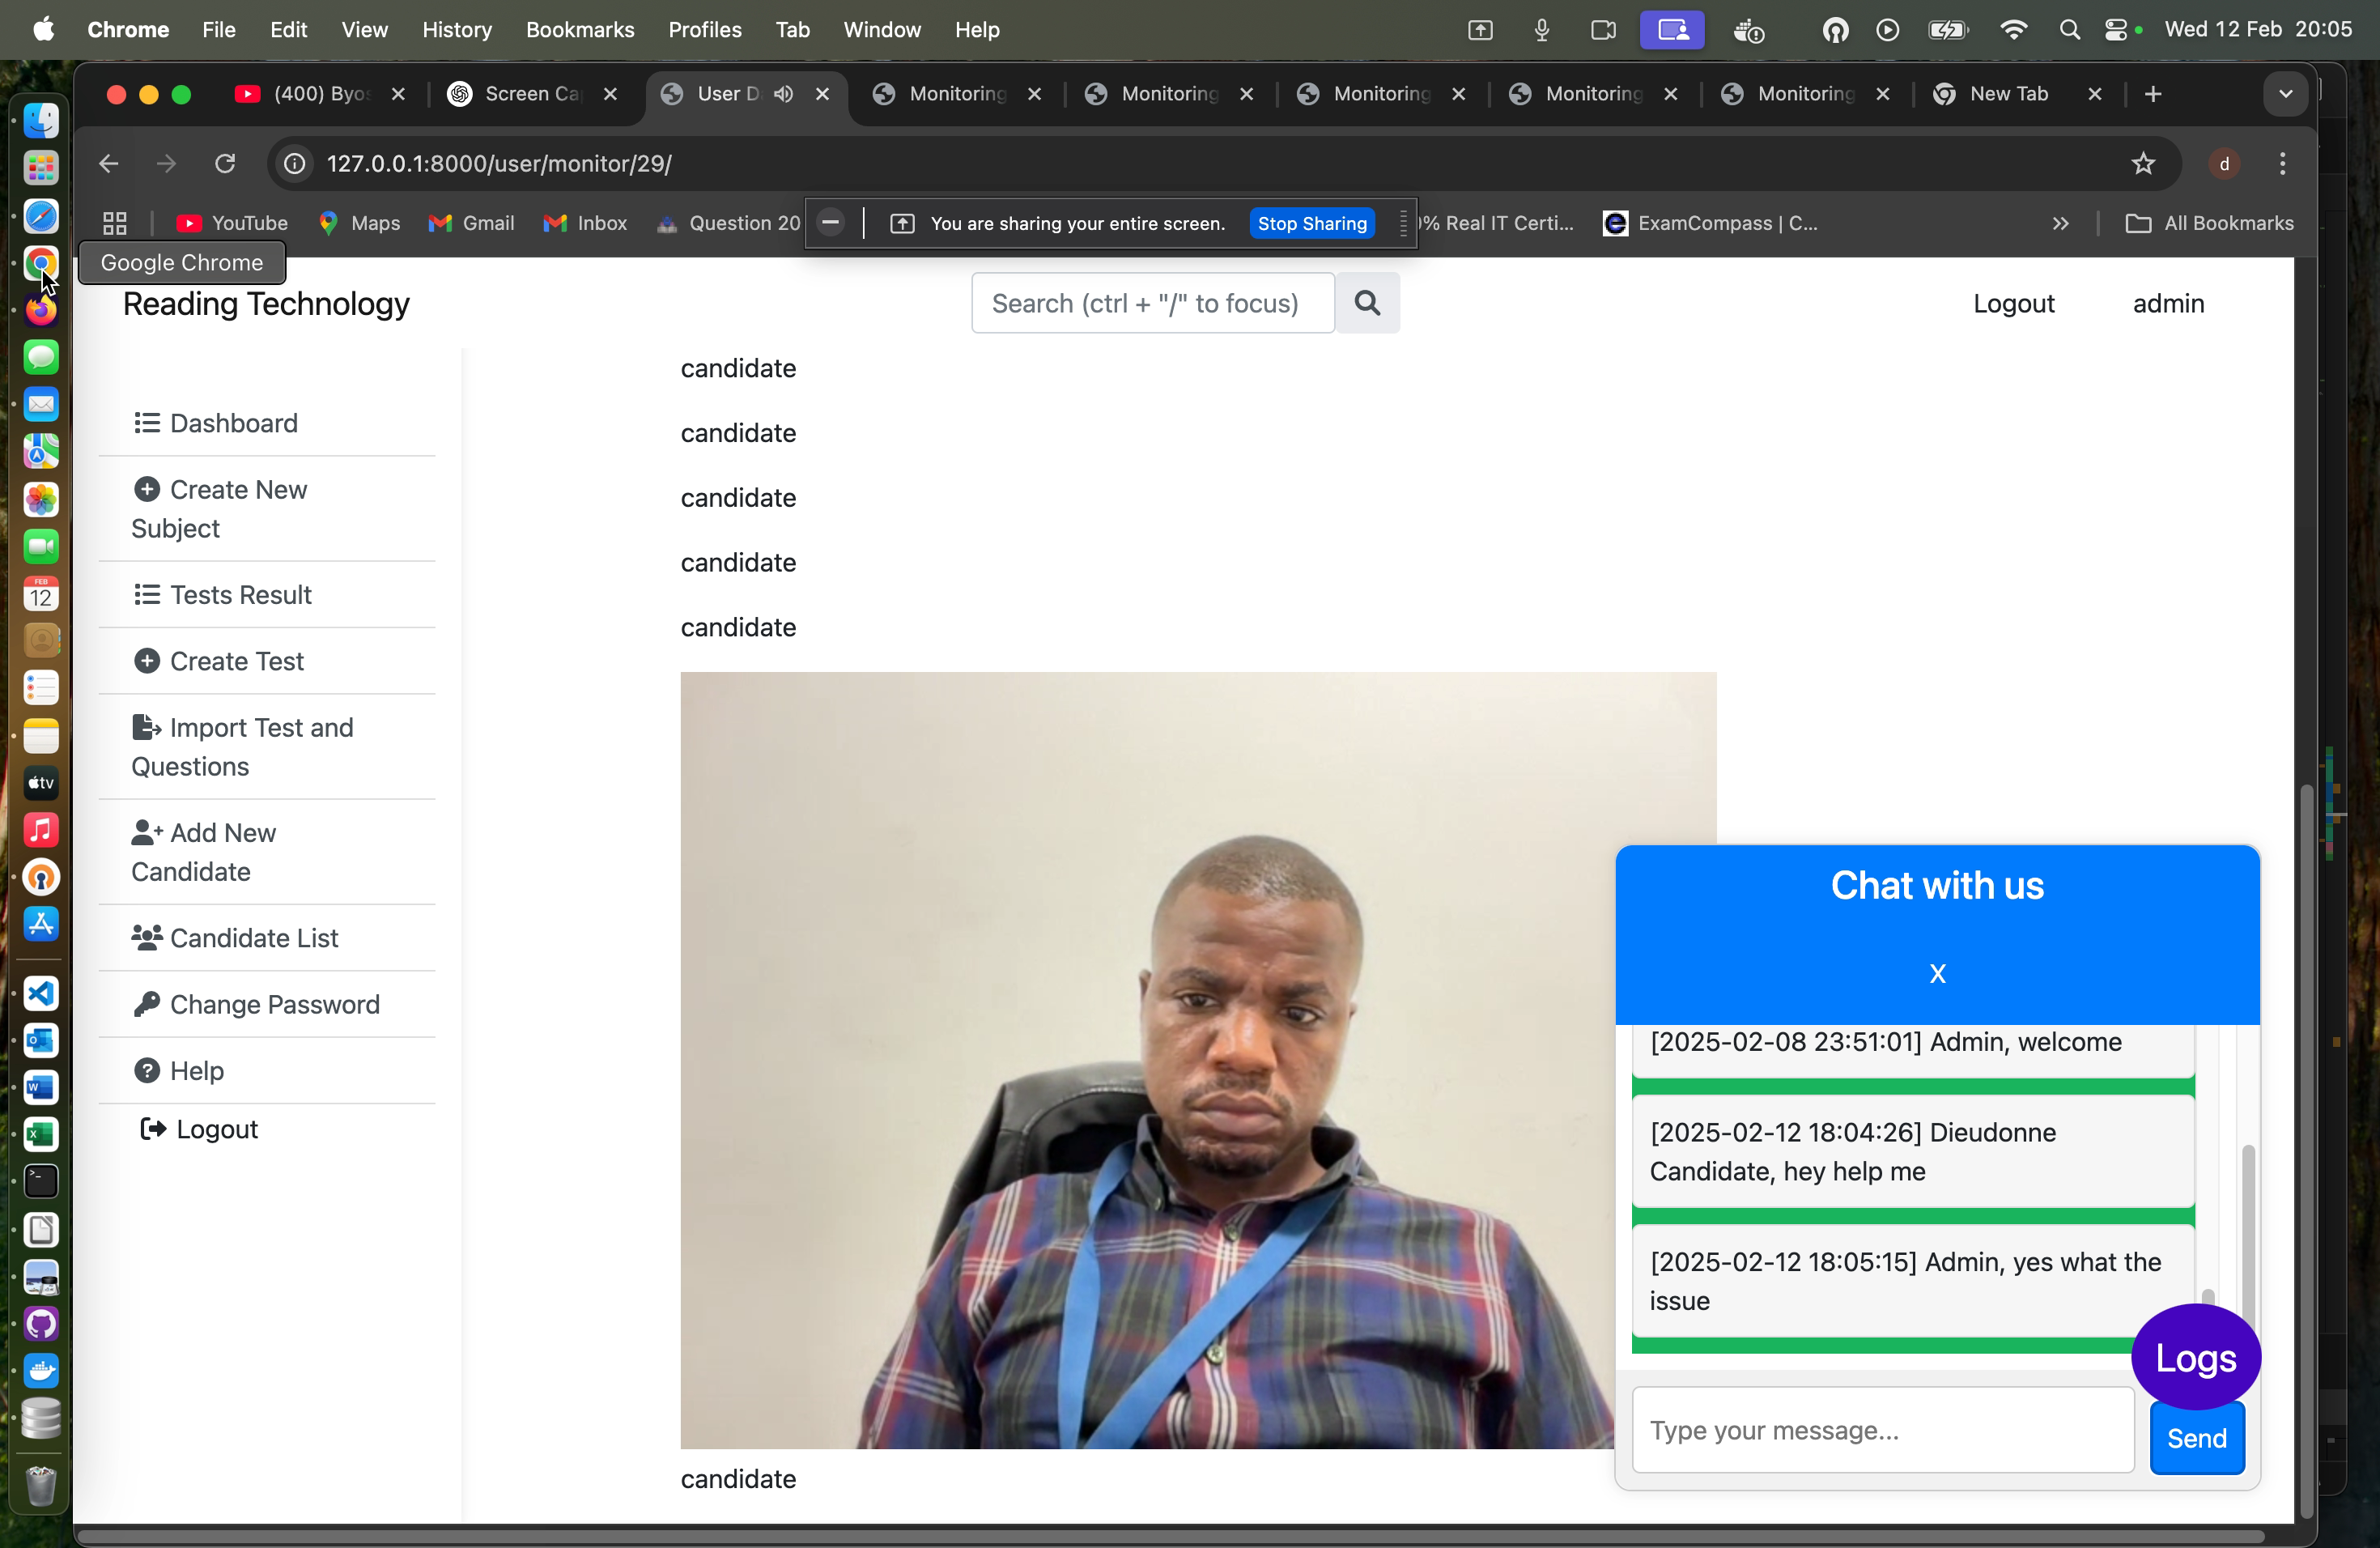 Chrome File Edit View History Bookmarks Profiles Tab Window Help Wed 12 Feb 20:05
(400) Byo Screen Ca User D Monitoring Monitoring Monitoring Monitoring Monitoring New Tab
127.0.0.1:8000/user/monitor/29/ d
YouTube Maps Gmail Inbox Question 20 You are sharing your entire screen. Stop Sharing % Real IT Certi... ExamCompass | C... All Bookmarks
Google Chrome
Reading Technology Search (ctrl + "/" to focus) Logout admin
candidate
candidate
candidate
candidate
candidate
Dashboard
Create New
Subject
Tests Result
Create Test
Import Test and
Questions
Add New
Candidate
Candidate List
Change Password
Help
Logout
FEB
12
tv
Chat with us
X
[2025-02-08 23:51:01] Admin, welcome
[2025-02-12 18:04:26] Dieudonne
Candidate, hey help me
[2025-02-12 18:05:15] Admin, yes what the
issue
Logs
Type your message...
Send
candidate